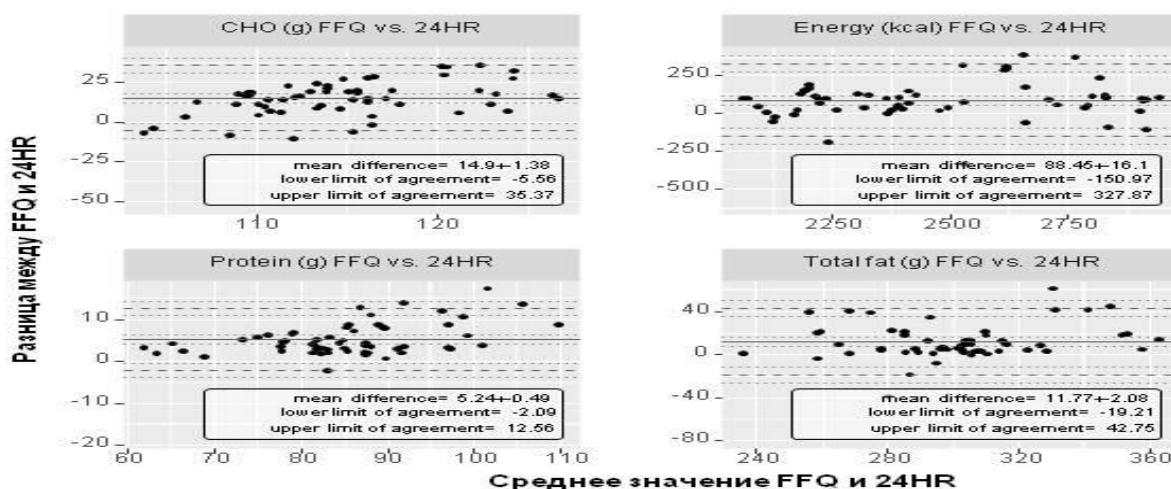 CHO (g) FFQ vs. 24HR
25
0
-25
-50
mean difference= 14.9+-1.38
lower limit of agreement= -5.56
upper limit of agreement= 35.37
110
120
Energy (kcal) FFQ vs. 24HR
250
0
-250
-500
mean difference= 88.45+-16.1
lower limit of agreement= -150.97
upper limit of agreement= 327.87
2250
2500
2750
Разница между FFQ и 24HR
Protein (g) FFQ vs. 24HR
10
0
-10
-20
mean difference= 5.24+-0.49
lower limit of agreement= -2.09
upper limit of agreement= 12.56
60
70
80
90
100
110
Total fat (g) FFQ vs. 24HR
40
0
-40
-80
mean difference= 11.77+-2.08
lower limit of agreement= -19.21
upper limit of agreement= 42.75
240
280
320
360
Среднее значение FFQ и 24HR